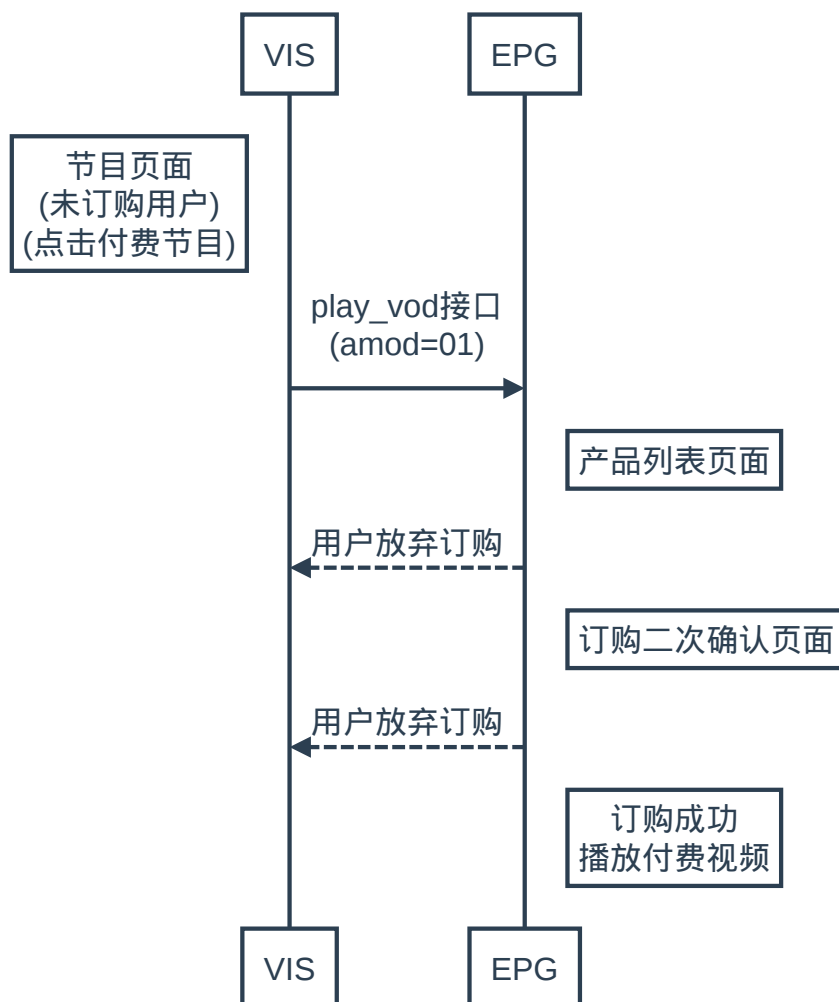 VIS
EPG
节目页面
(未订购用户)
(点击付费节目)
play_vod接口
(amod=01)
产品列表页面
用户放弃订购
订购二次确认页面
用户放弃订购
订购成功
播放付费视频
VIS
EPG